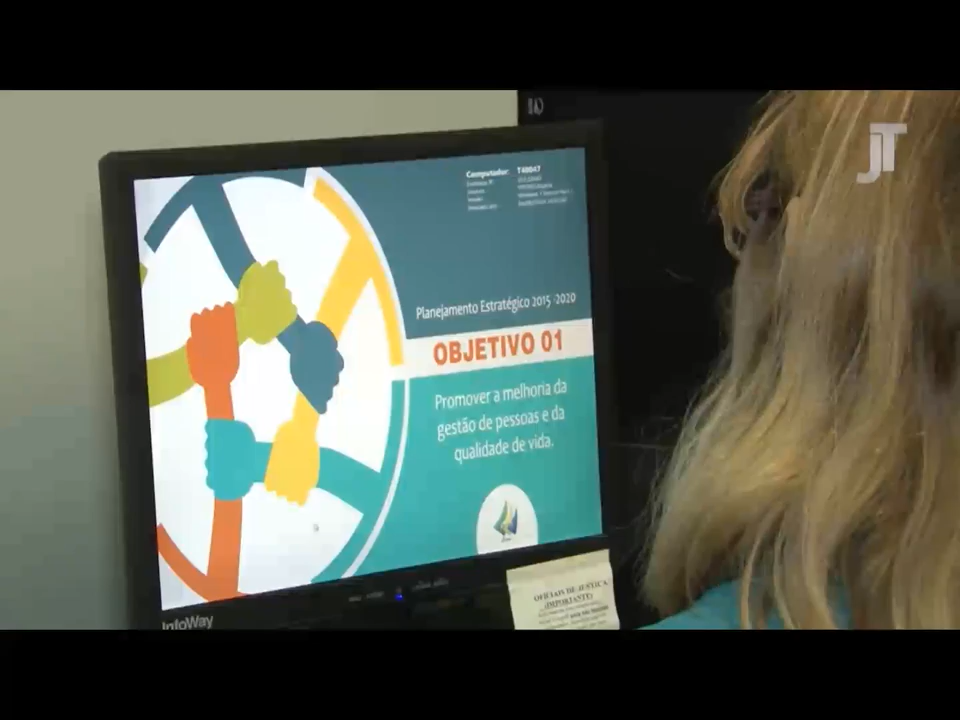 JT
Computador: T40047
Planejamento Estratégico 2015-2020
OBJETIVO 01
Promover a melhoria da
gestão de pessoas e da
qualidade de vida.
InfoWay
OFICIAIS DE JUSTIÇA
(IMPORTANTE)